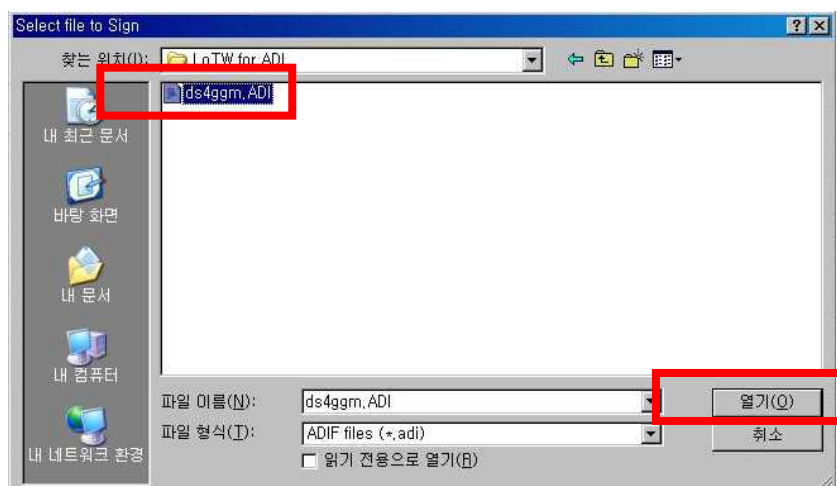 Select file to Sign
찾는 위치(I): LoTW for ADI
ds4ggm,ADI
내 최근 문서
바탕 화면
내 문서
내 컴퓨터
내 네트워크 환경
파일 이름(N): ds4ggm,ADI 열기(O)
파일 형식(T): ADIF files (*,adi) 취소
읽기 전용으로 열기(R)